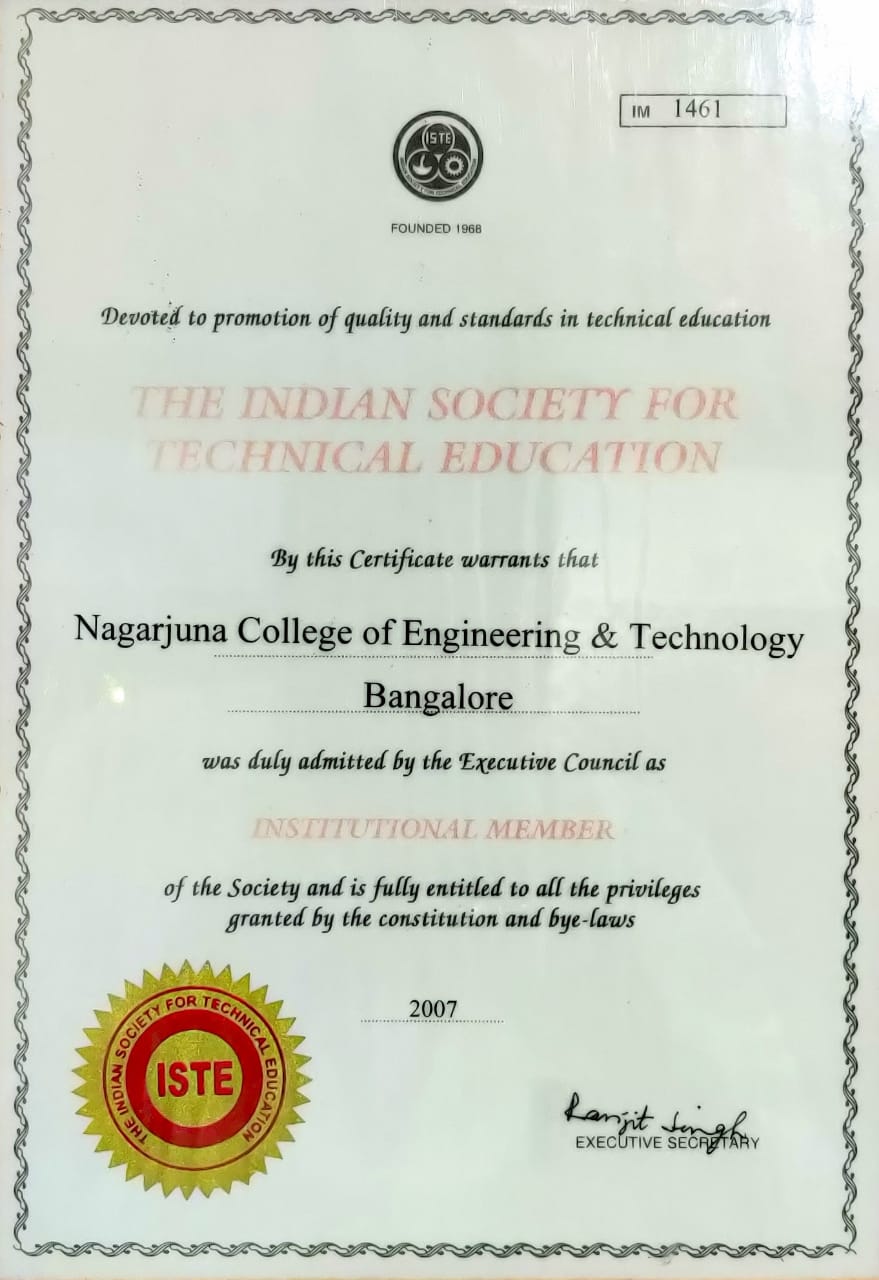 IM 1461
ISTE
FOUNDED 1968
Devoted to promotion of quality and standards in technical education
THE INDIAN SOCIETY FOR
TECHNICAL EDUCATION
By this Certificate warrants that
Nagarjuna College of Engineering & Technology
Bangalore
was duly admitted by the Executive Council as
INSTITUTIONAL MEMBER
of the Society and is fully entitled to all the privileges
granted by the constitution and bye-laws
2007
THE INDIAN SOCIETY FOR TECHNICAL EDUCATION
ISTE
Ranjit Singh
EXECUTIVE SECRETARY